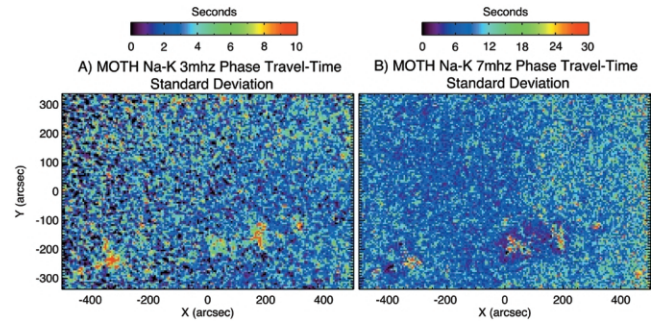 Seconds
0 2 4 6 8 10
A) MOTH Na-K 3mhz Phase Travel-Time
Standard Deviation
300
200
100
0
-100
-200
-300
Y (arcsec)
-400 -200 0 200 400
X (arcsec)
Seconds
0 6 12 18 24 30
B) MOTH Na-K 7mhz Phase Travel-Time
Standard Deviation
-400 -200 0 200 400
X (arcsec)